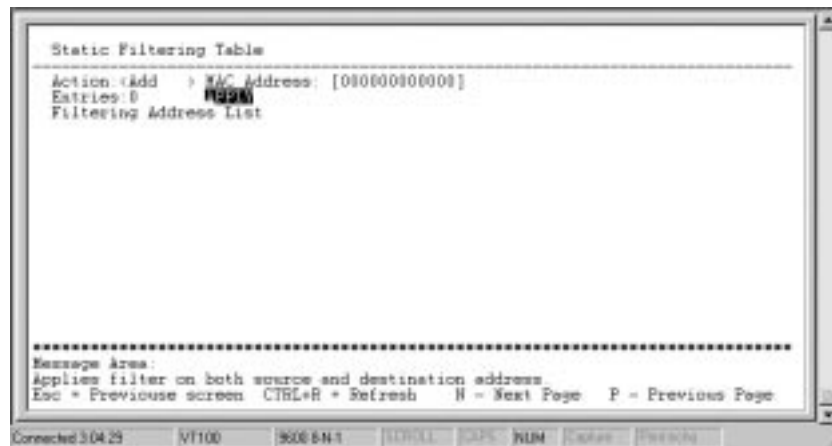 Static Filtering Table
Action:<Add > MAC Address: [000000000000]
Entries:0 APPLY
Filtering Address List
Message Area:
Applies filter on both source and destination address
Esc = Previouse screen CTRL+R = Refresh N - Next Page P - Previous Page
Connected 3:04:29 VT100 9600 8-N-1 SCROLL CAPS NUM Capture Print echo